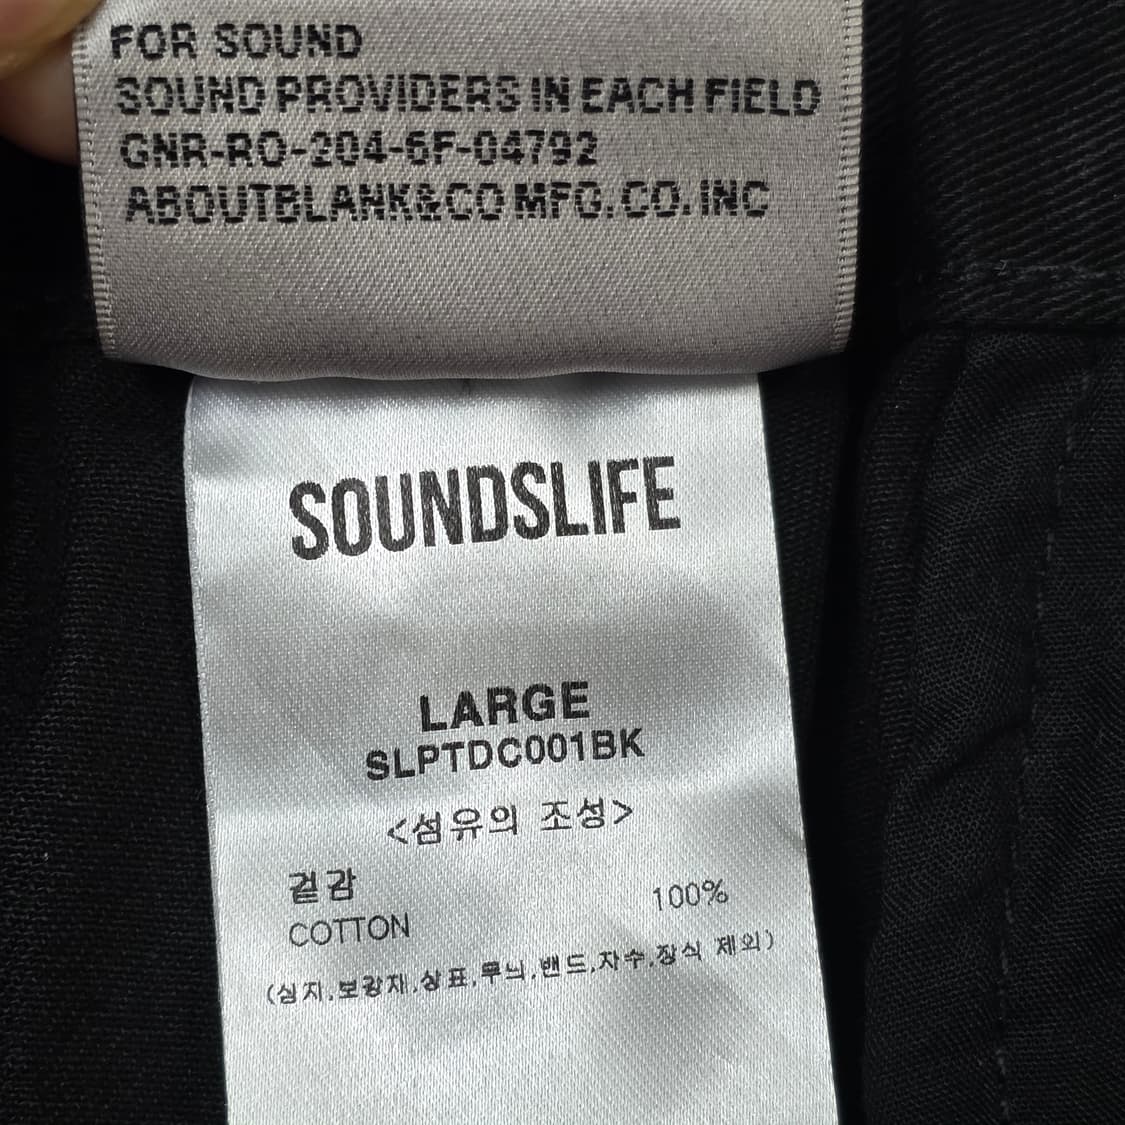 FOR SOUND
SOUND PROVIDERS IN EACH FIELD
GNR-RO-204-6F-04792
ABOUTBLANK&CO MFG.CO.INC
SOUNDSLIFE
LARGE
SLPTDC001BK
<섬유의 조성>
겉감
COTTON 100%
(심지,보강재,상표,무늬,밴드,자수,장식 제외)